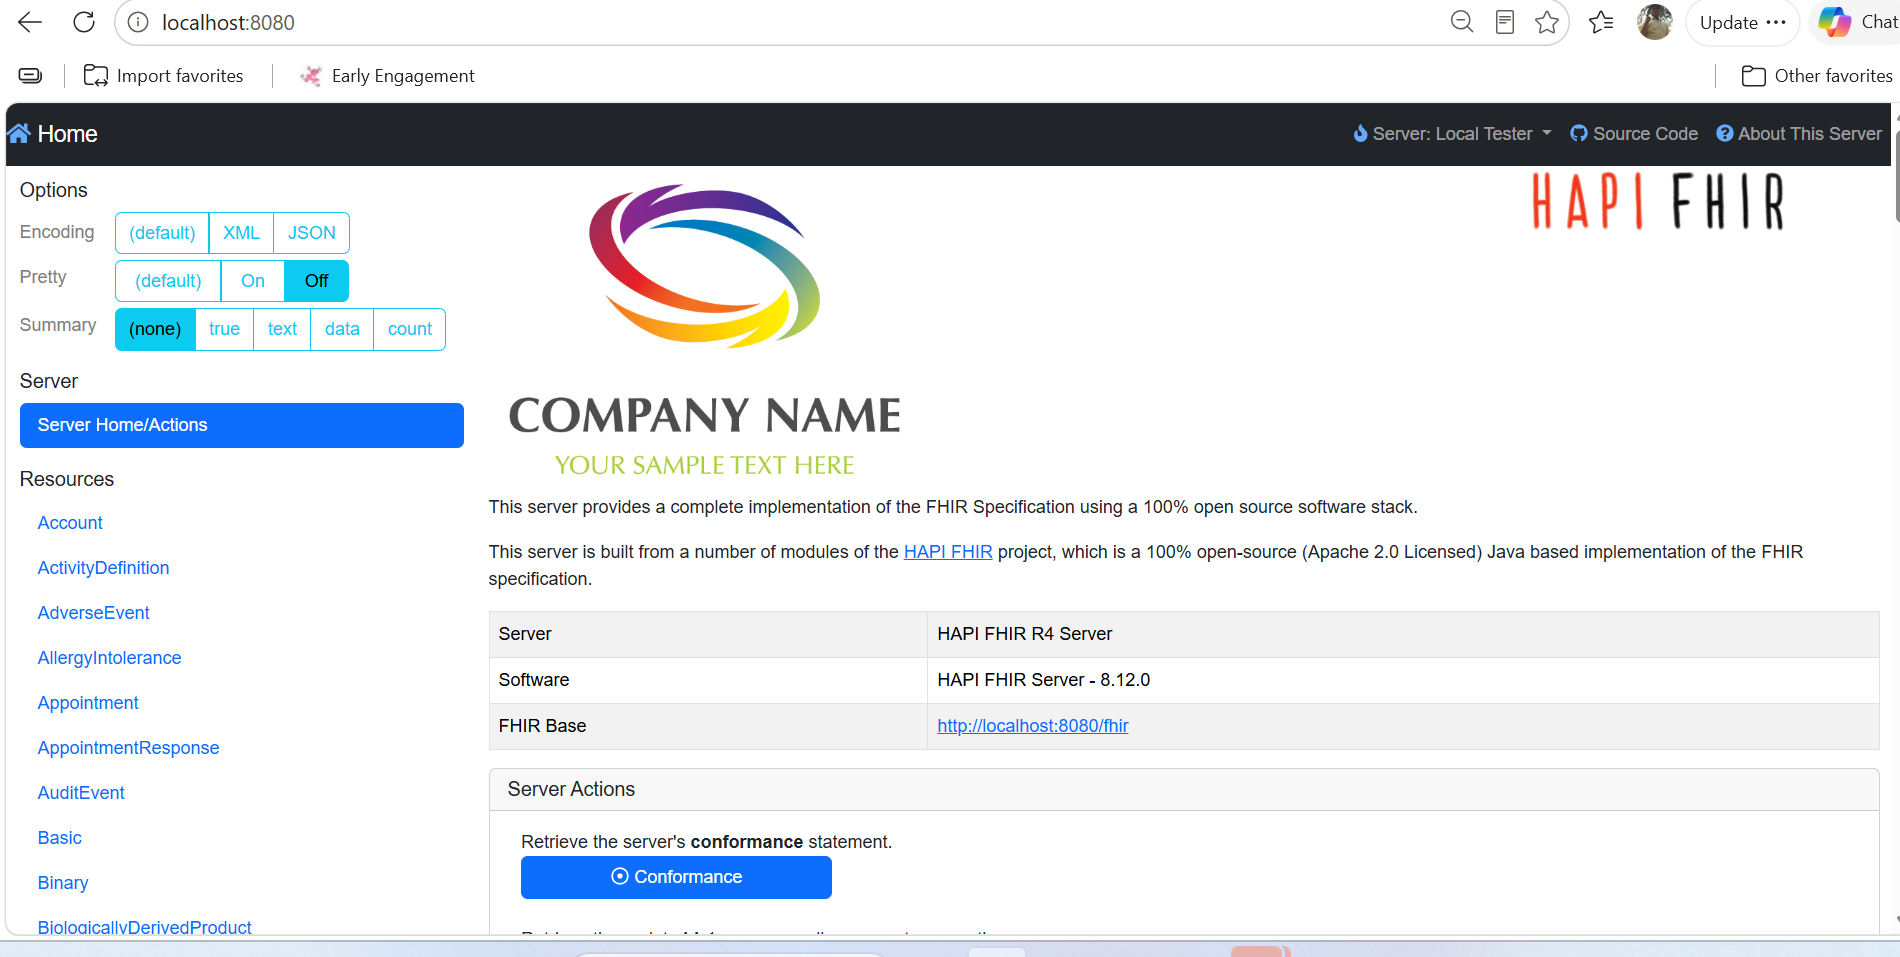 localhost:8080
Update
Chat
Import favorites
Early Engagement
Other favorites
Home
Server: Local Tester
Source Code
About This Server
Options
Encoding
(default)
XML
JSON
Pretty
(default)
On
Off
Summary
(none)
true
text
data
count
Server
Server Home/Actions
Resources
Account
ActivityDefinition
AdverseEvent
AllergyIntolerance
Appointment
AppointmentResponse
AuditEvent
Basic
Binary
BiologicallyDerivedProduct
HAPI FHIR
COMPANY NAME
YOUR SAMPLE TEXT HERE
This server provides a complete implementation of the FHIR Specification using a 100% open source software stack.
This server is built from a number of modules of the HAPI FHIR project, which is a 100% open-source (Apache 2.0 Licensed) Java based implementation of the FHIR
specification.
Server HAPI FHIR R4 Server
Software HAPI FHIR Server - 8.12.0
FHIR Base http://localhost:8080/fhir
Server Actions
Retrieve the server's conformance statement.
Conformance